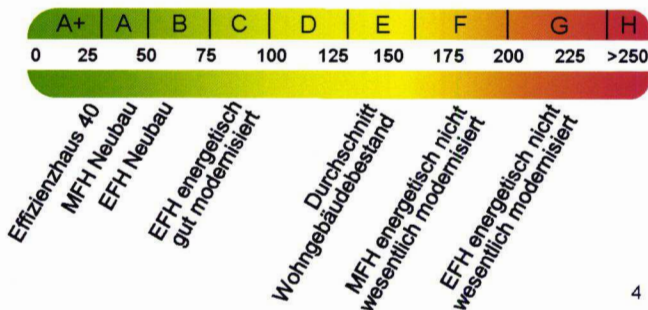 A+ A B C D E F G H
0 25 50 75 100 125 150 175 200 225 >250
Effizienzhaus 40
MFH Neubau
EFH Neubau
EFH energetisch
gut modernisiert
Durchschnitt
Wohngebäudebestand
MFH energetisch nicht
wesentlich modernisiert
EFH energetisch nicht
wesentlich modernisiert
4